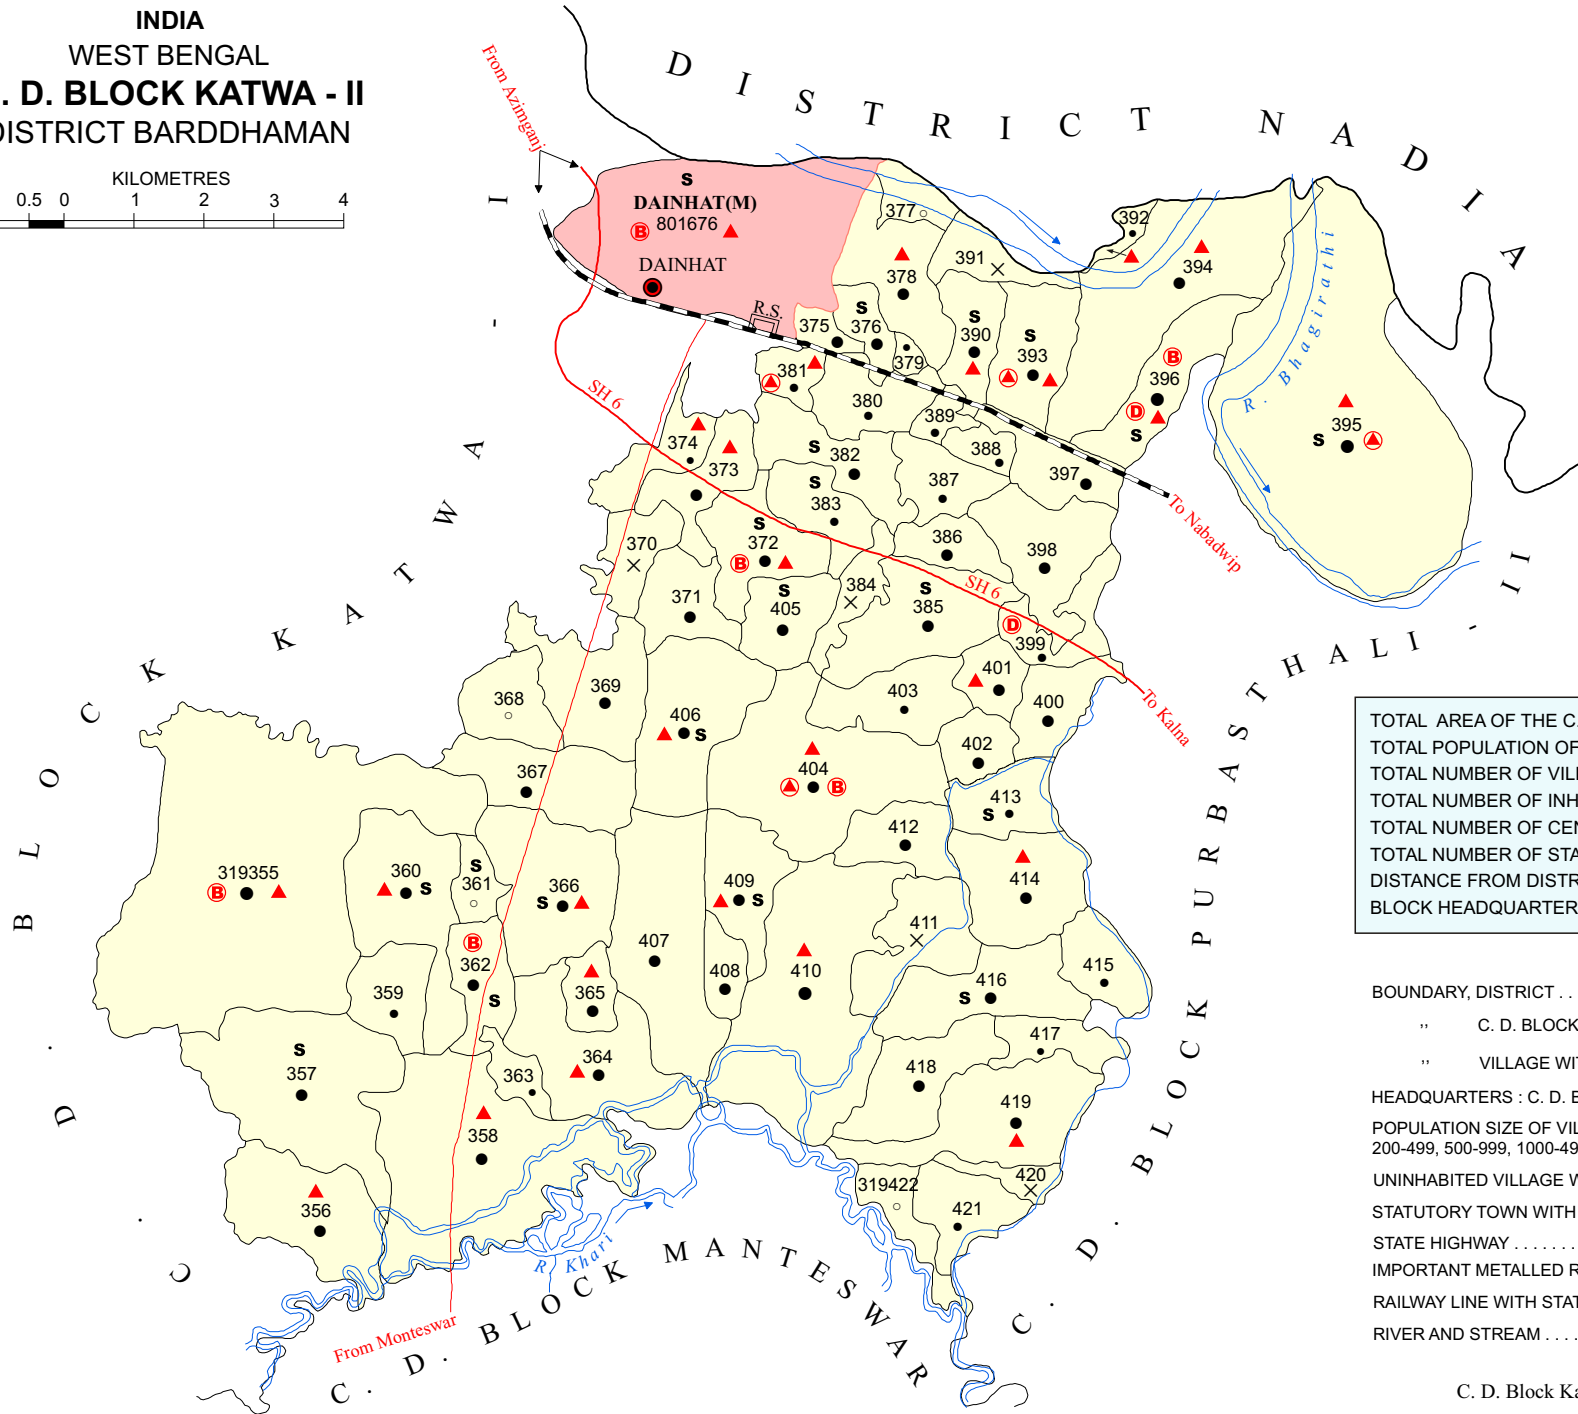 INDIA
WEST BENGAL
. D. BLOCK KATWA - II
DISTRICT BARDDHAMAN
KILOMETRES
0.5 0 1 2 3 4
DISTRICT NADIA
From Azimganj
S
DAINHAT(M)
B 801676
DAINHAT
R.S.
377
392
391
394
378
S
376
375
379
S
390
S
393
B
396
D
S
R. Bhagirathi
395
S
381
380
389
388
397
374
373
S 382
S
383
387
SH 6
To Nabadwip
370
S
372
B
386
398
384
S
385
SH 6
371
S
405
D
399
401
400
To Kalna
368
369
403
406
S
402
404
B
367
413
S
412
319355
B
360
S
S
361
366
S
409
S
414
411
B
362
S
407
408
410
416
S
415
359
365
417
S
357
364
363
418
419
358
356
420
319422
421
R. Khari
From Monteswar
C. D. BLOCK KATWA - I
C. D. BLOCK MANTESWAR
C. D. BLOCK PURBASTHALI - II
TOTAL AREA OF THE C.
TOTAL POPULATION OF
TOTAL NUMBER OF VILL
TOTAL NUMBER OF INH
TOTAL NUMBER OF CEN
TOTAL NUMBER OF STA
DISTANCE FROM DISTR
BLOCK HEADQUARTER
BOUNDARY, DISTRICT . .
,, C. D. BLOCK
,, VILLAGE WIT
HEADQUARTERS : C. D. B
POPULATION SIZE OF VIL
200-499, 500-999, 1000-49
UNINHABITED VILLAGE W
STATUTORY TOWN WITH
STATE HIGHWAY . . . . . . .
IMPORTANT METALLED R
RAILWAY LINE WITH STAT
RIVER AND STREAM . . . .
C. D. Block Ka